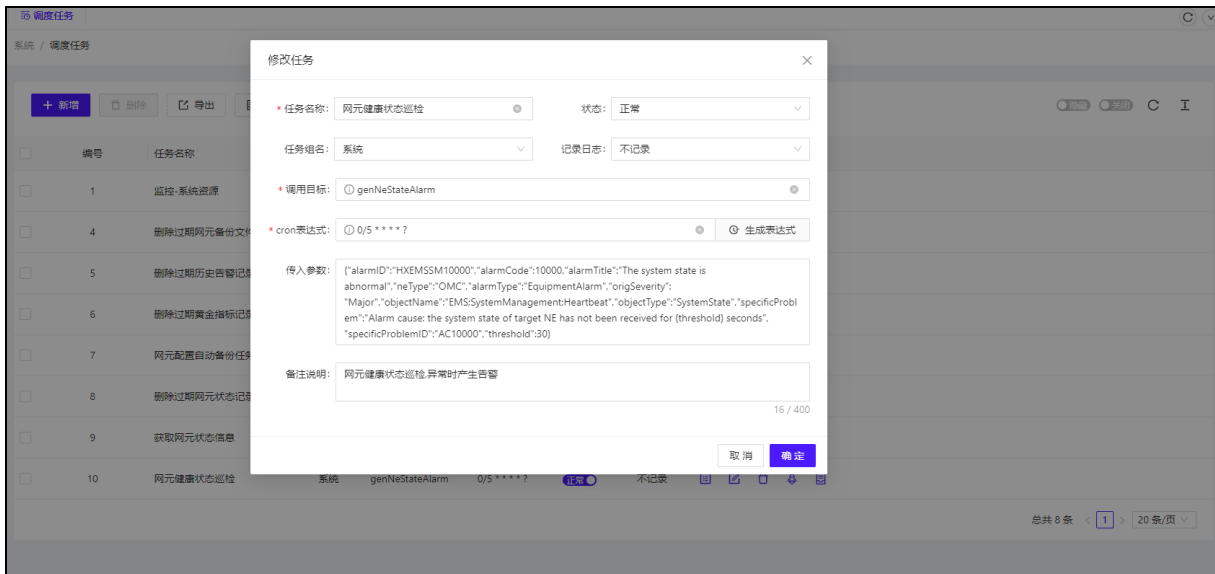 调度任务
系统 / 调度任务
修改任务
+ 新增
删除
导出
隐藏
关闭
* 任务名称:
网元健康状态巡检
状态:
正常
任务组名:
系统
记录日志:
不记录
* 调用目标:
genNeStateAlarm
* cron表达式:
0/5 * * * * ?
生成表达式
传入参数:
{"alarmID":"HXEMSSM10000","alarmCode":10000,"alarmTitle":"The system state is
abnormal","neType":"OMC","alarmType":"EquipmentAlarm","origSeverity":
"Major","objectName":"EMS;SystemManagement;Heartbeat","objectType":"SystemState","specificProbl
em":"Alarm cause: the system state of target NE has not been received for {threshold} seconds",
"specificProblemID":"AC10000","threshold":30}
备注说明:
网元健康状态巡检,异常时产生告警
16 / 400
取 消
确 定
编号
任务名称
1
监控-系统资源
4
删除过期网元备份文件
5
删除过期历史告警记录
6
删除过期黄金指标记录
7
网元配置自动备份任务
8
删除过期网元状态记录
9
获取网元状态信息
10
网元健康状态巡检
系统
genNeStateAlarm
0/5 * * * * ?
正常
不记录
总共 8 条
< 1 >
20 条/页